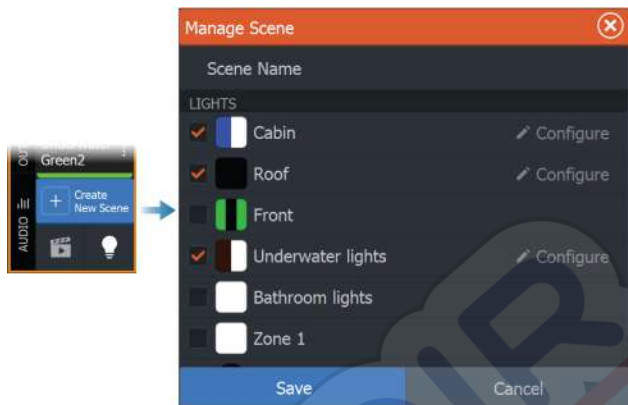 Manage Scene
Scene Name
LIGHTS
Cabin
Configure
Roof
Configure
Front
Underwater lights
Configure
Bathroom lights
Zone 1
Save
Cancel
Green2
Create
New Scene
AUDIO